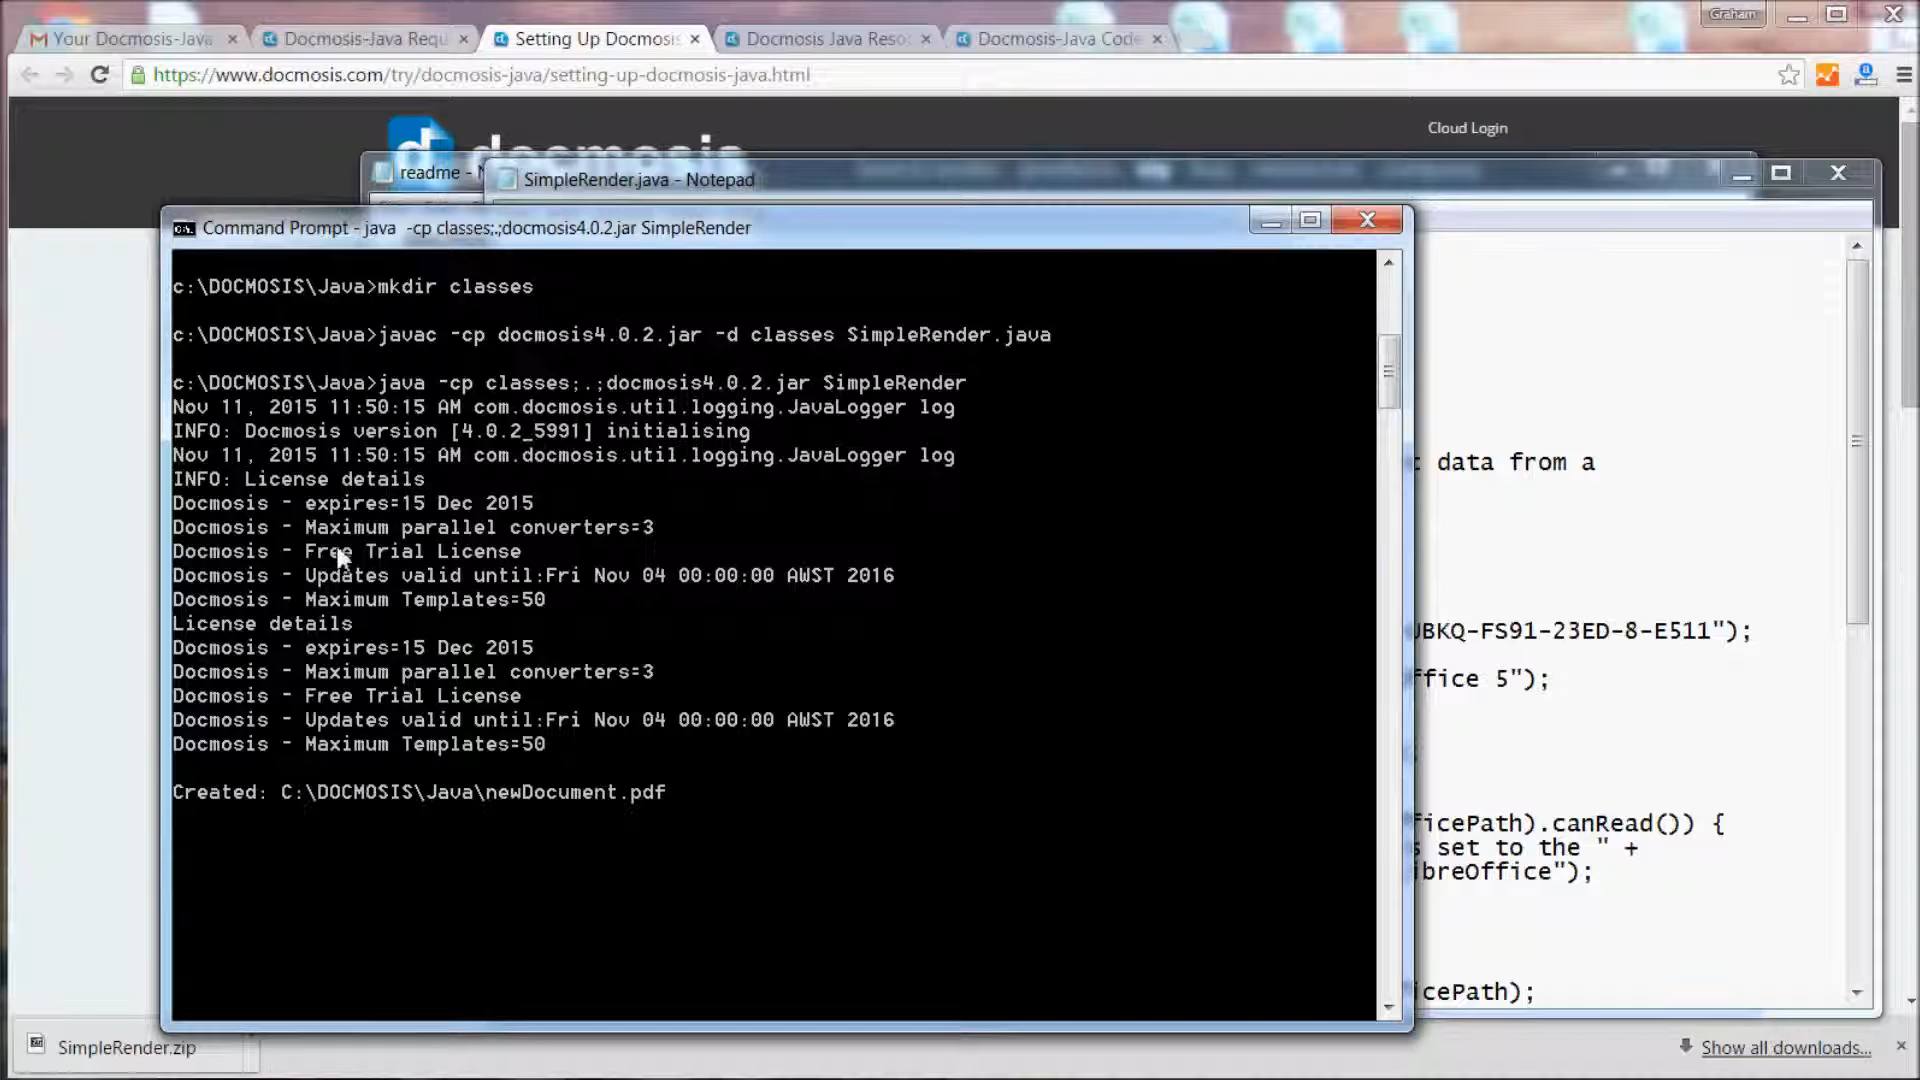 Graham
Your Docmosis-Java
Docmosis-Java Requ
Setting Up Docmosis
Docmosis Java Reso
Docmosis-Java Code
https://www.docmosis.com/try/docmosis-java/setting-up-docmosis-java.html
Cloud Login
docmosis
readme -
SimpleRender.java - Notepad
Command Prompt - java -cp classes;.;docmosis4.0.2.jar SimpleRender
c:\DOCMOSIS\Java>mkdir classes
c:\DOCMOSIS\Java>javac -cp docmosis4.0.2.jar -d classes SimpleRender.java
c:\DOCMOSIS\Java>java -cp classes;.;docmosis4.0.2.jar SimpleRender
Nov 11, 2015 11:50:15 AM com.docmosis.util.logging.JavaLogger log
INFO: Docmosis version [4.0.2_5991] initialising
Nov 11, 2015 11:50:15 AM com.docmosis.util.logging.JavaLogger log
INFO: License details
Docmosis - expires=15 Dec 2015
Docmosis - Maximum parallel converters=3
Docmosis - Free Trial License
Docmosis - Updates valid until:Fri Nov 04 00:00:00 AWST 2016
Docmosis - Maximum Templates=50
License details
Docmosis - expires=15 Dec 2015
Docmosis - Maximum parallel converters=3
Docmosis - Free Trial License
Docmosis - Updates valid until:Fri Nov 04 00:00:00 AWST 2016
Docmosis - Maximum Templates=50
Created: C:\DOCMOSIS\Java\newDocument.pdf
data from a
BKQ-FS91-23ED-8-E511");
ffice 5");
icePath).canRead()) {
s set to the " +
ibreOffice");
cePath);
SimpleRender.zip
Show all downloads...